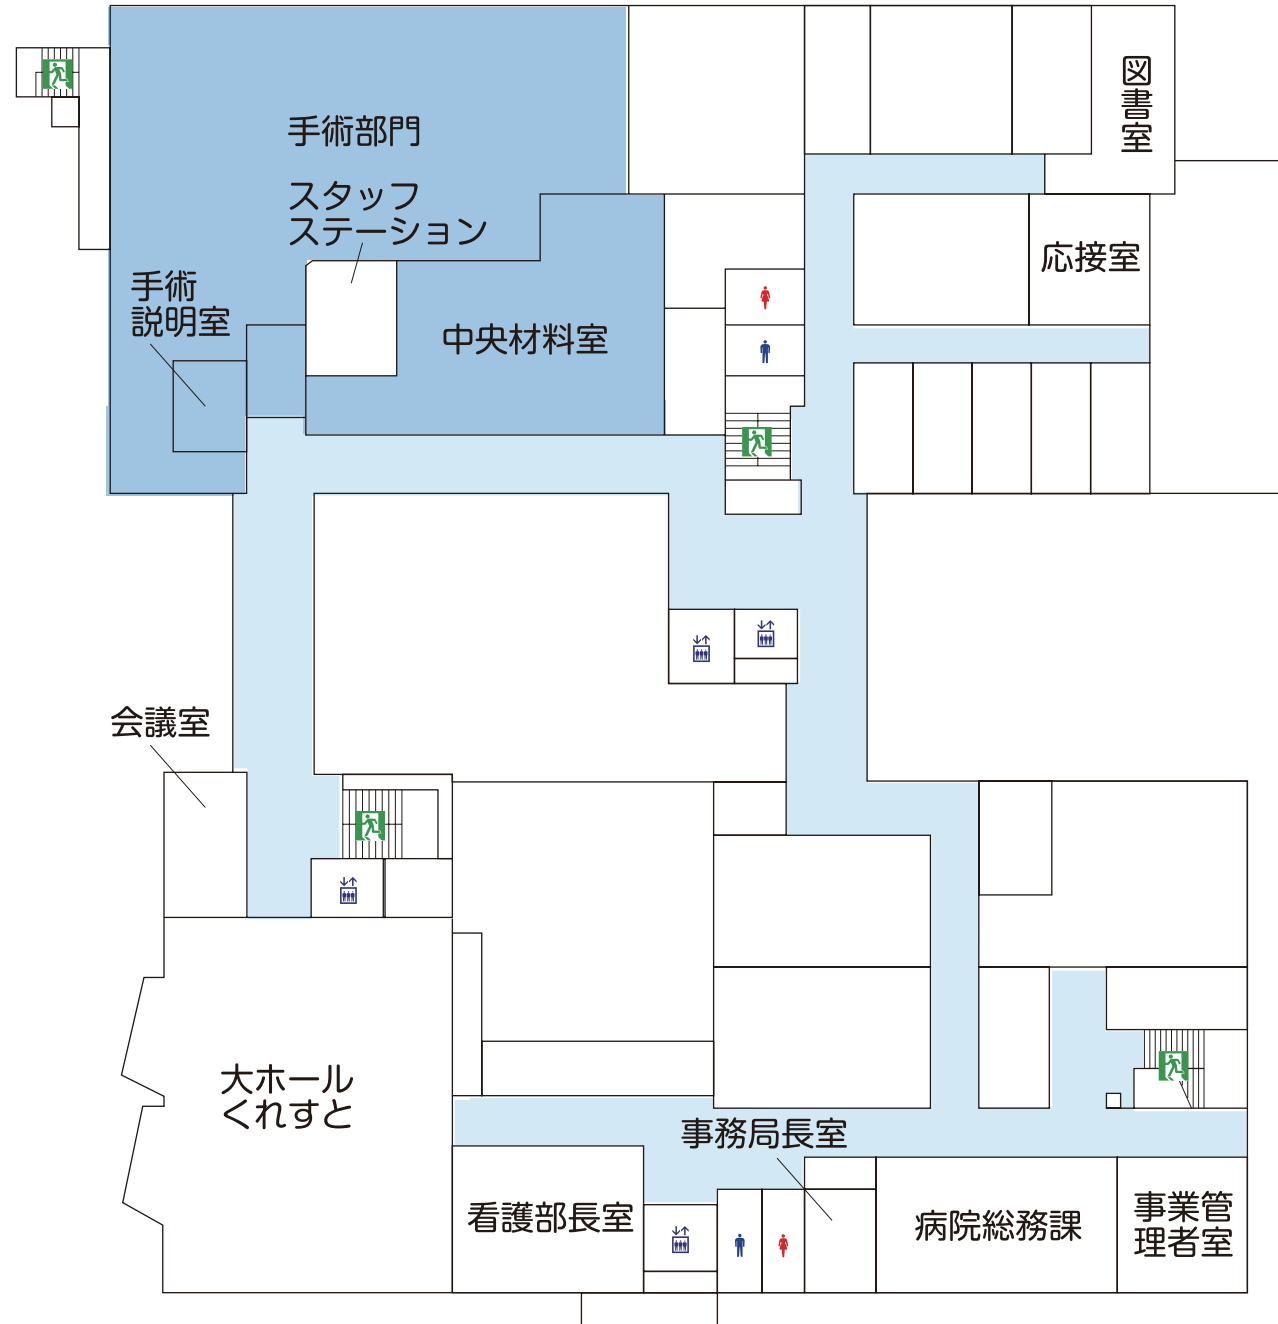 手術部門
図
書
室
スタッフ
ステーション
応接室
手術
説明室
中央材料室
会議室
大ホール
くれすと
事務局長室
看護部長室
病院総務課
事業管
理者室